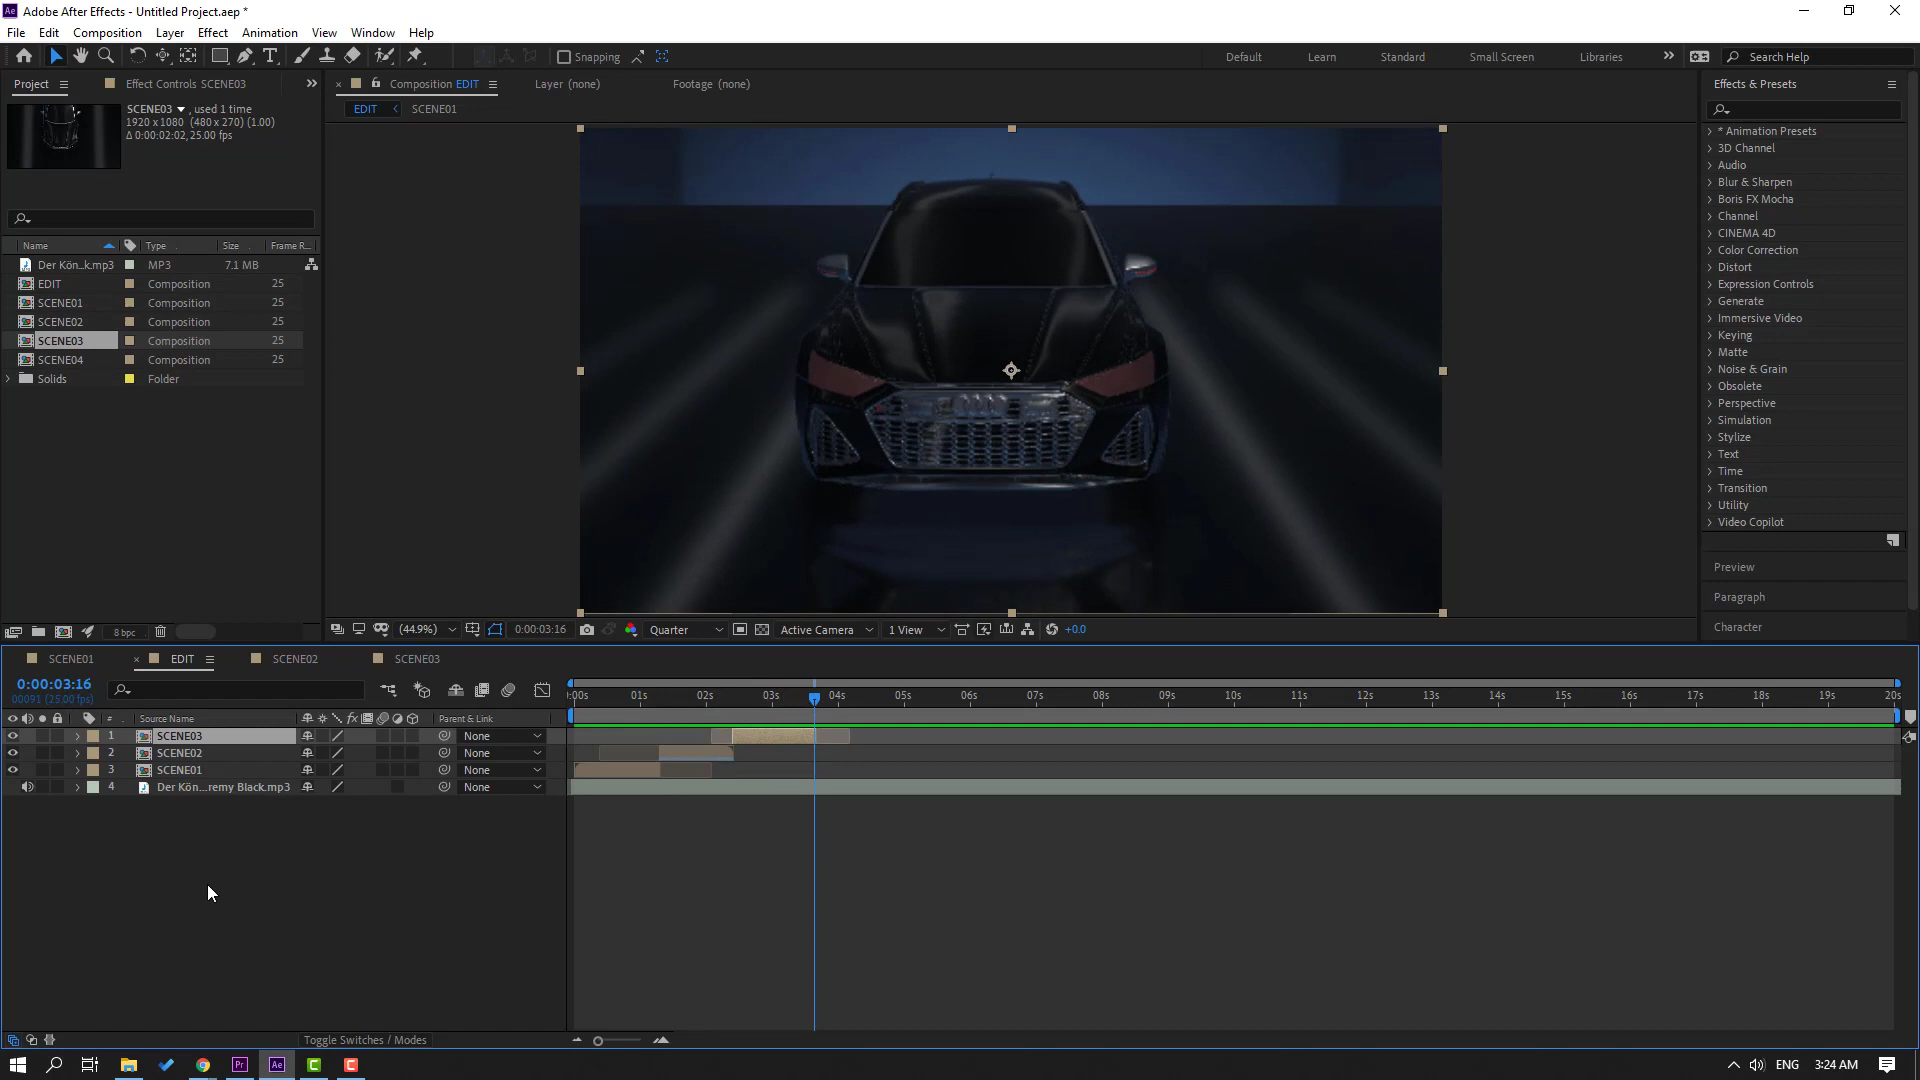 Adobe After Effects - Untitled Project.aep *
File Edit Composition Layer Effect Animation View Window Help
Snapping Default Learn Standard Small Screen Libraries Search Help
Project Effect Controls SCENE03
SCENE03 , used 1 time
1920 x 1080 (480 x 270) (1.00)
Δ 0:00:02:02, 25.00 fps
Name Type Size Frame R...
Der Kön_k.mp3 MP3 7.1 MB
EDIT Composition 25
SCENE01 Composition 25
SCENE02 Composition 25
SCENE03 Composition 25
SCENE04 Composition 25
Solids Folder
8 bpc
Composition EDIT Layer (none) Footage (none)
EDIT SCENE01
(44.9%) 0:00:03:16 Quarter Active Camera 1 View +0.0
Effects & Presets
* Animation Presets
3D Channel
Audio
Blur & Sharpen
Boris FX Mocha
Channel
CINEMA 4D
Color Correction
Distort
Expression Controls
Generate
Immersive Video
Keying
Matte
Noise & Grain
Obsolete
Perspective
Simulation
Stylize
Text
Time
Transition
Utility
Video Copilot
Preview
Paragraph
Character
SCENE01 EDIT SCENE02 SCENE03
0:00:03:16
00091 (25.00 fps)
:00s 01s 02s 03s 04s 05s 06s 07s 08s 09s 10s 11s 12s 13s 14s 15s 16s 17s 18s 19s 20s
# Source Name Parent & Link
1 SCENE03 None
2 SCENE02 None
3 SCENE01 None
4 Der Kön...remy Black.mp3 None
Toggle Switches / Modes
ENG 3:24 AM